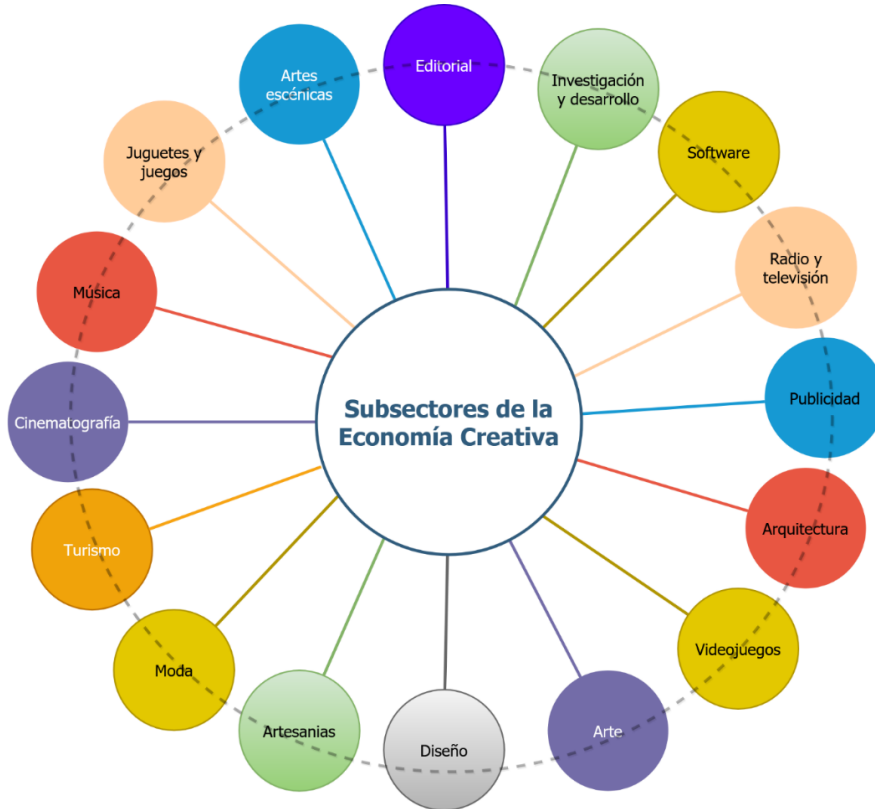 Editorial
Investigación
y desarrollo
Software
Radio y
televisión
Publicidad
Arquitectura
Videojuegos
Arte
Diseño
Artesanias
Moda
Turismo
Cinematografía
Música
Juguetes y
juegos
Artes
escénicas
Subsectores de la
Economía Creativa